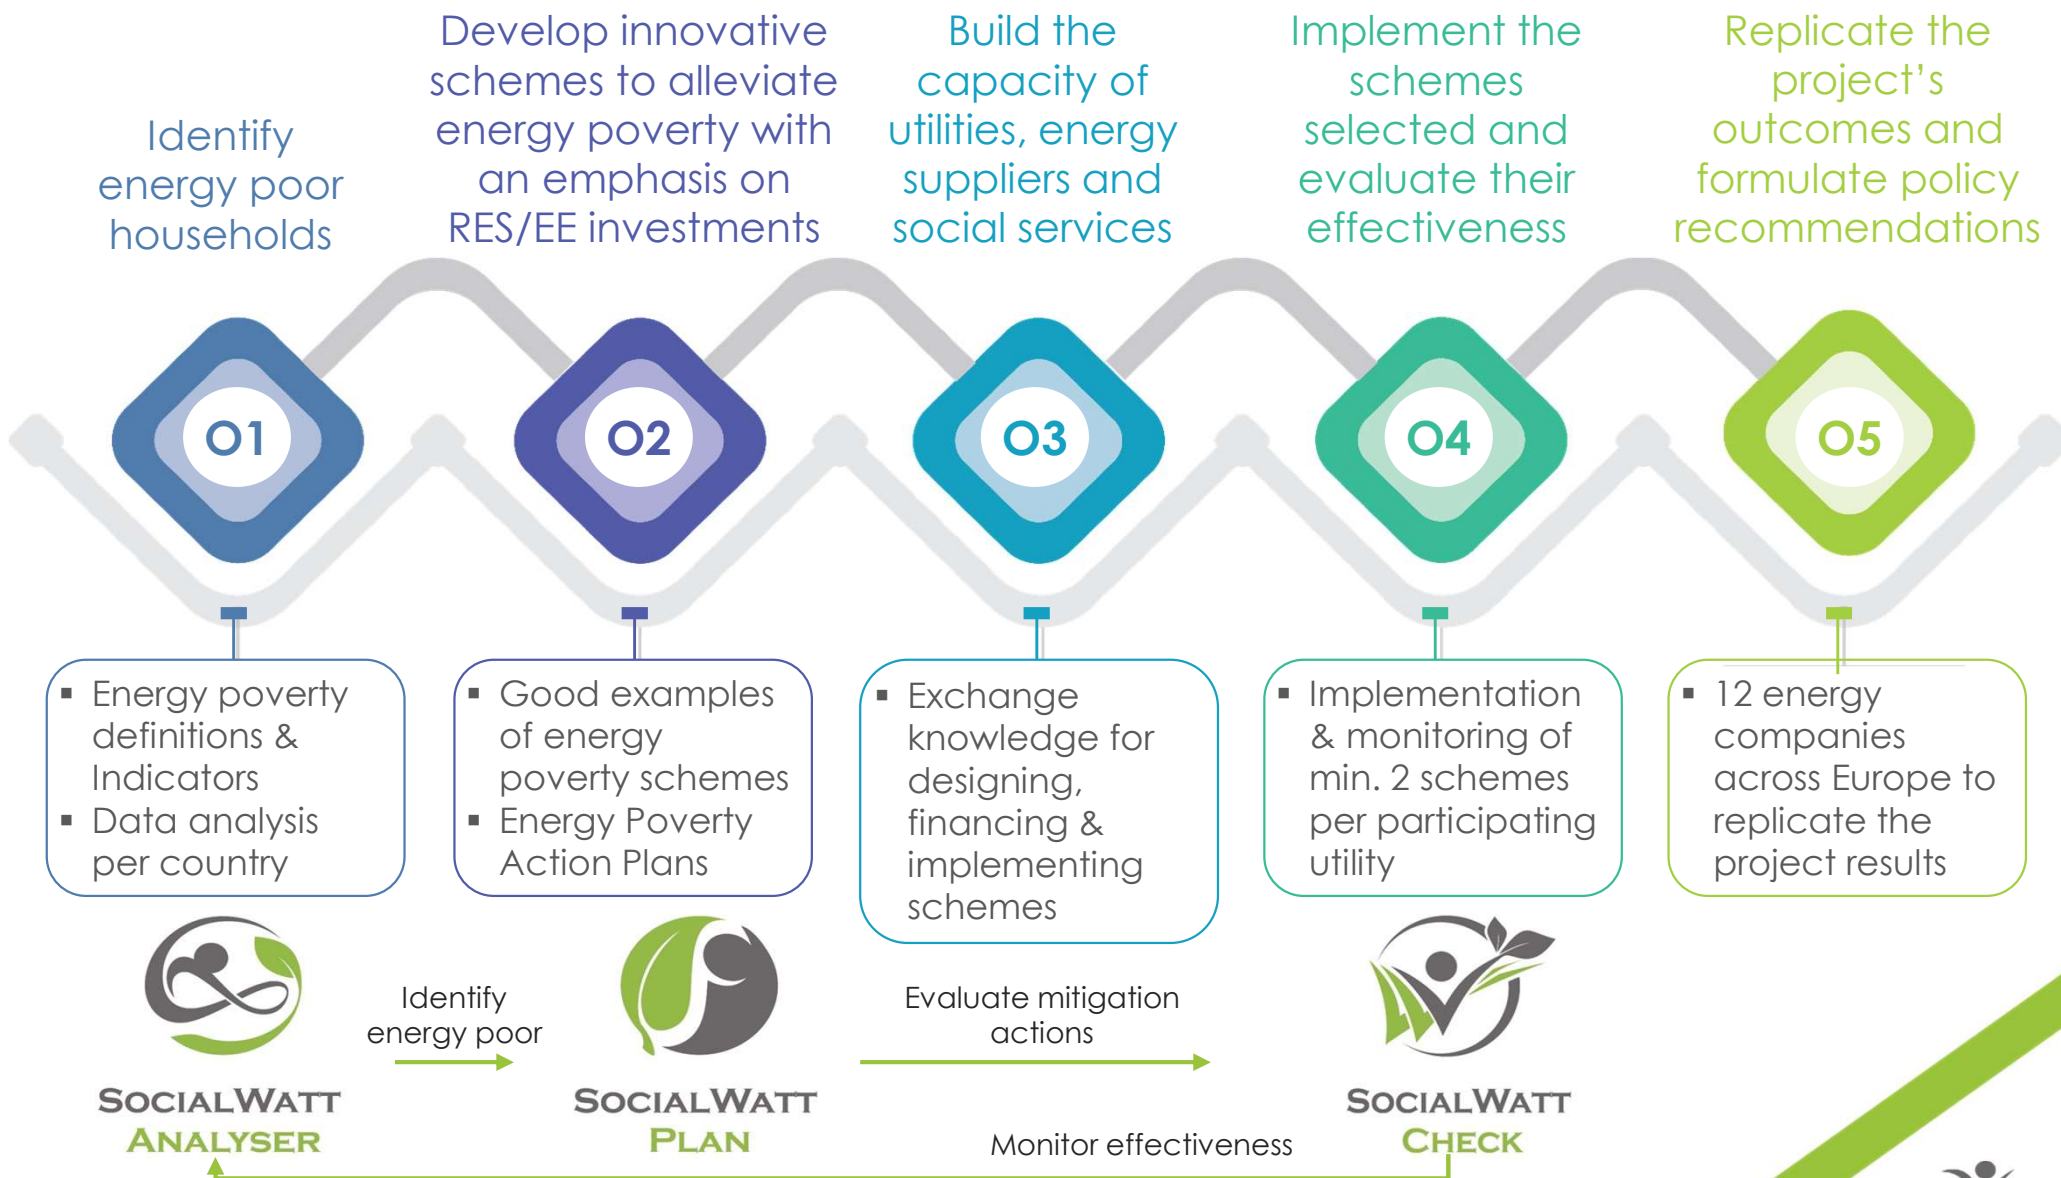 Identify
energy poor
households
Develop innovative
schemes to alleviate
energy poverty with
an emphasis on
RES/EE investments
Build the
capacity of
utilities, energy
suppliers and
social services
Implement the
schemes
selected and
evaluate their
effectiveness
Replicate the
project’s
outcomes and
formulate policy
recommendations
O1
O2
O3
O4
O5
▪ Energy poverty
definitions &
Indicators
▪ Data analysis
per country
▪ Good examples
of energy
poverty schemes
▪ Energy Poverty
Action Plans
▪ Exchange
knowledge for
designing,
financing &
implementing
schemes
▪ Implementation
& monitoring of
min. 2 schemes
per participating
utility
▪ 12 energy
companies
across Europe to
replicate the
project results
Identify
energy poor
Evaluate mitigation
actions
SOCIALWATT
ANALYSER
SOCIALWATT
PLAN
SOCIALWATT
CHECK
Monitor effectiveness